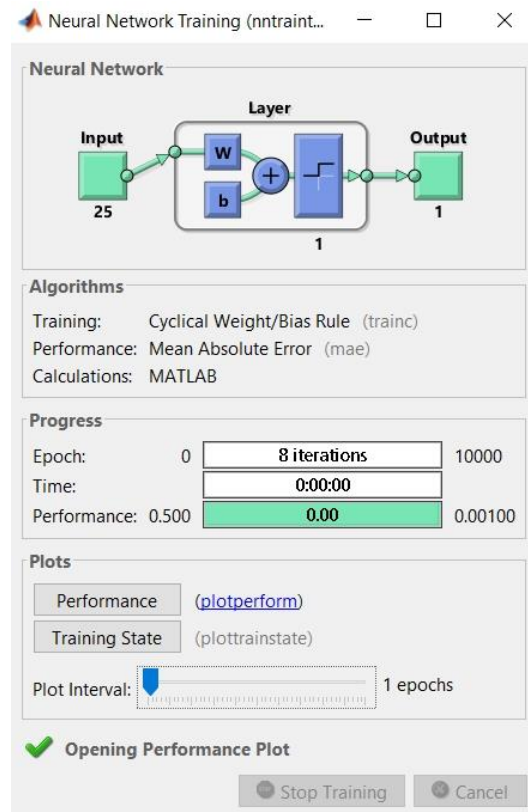 Neural Network Training (nntraint...
Neural Network
Layer
Input
Output
W
b
+
25
1
1
Algorithms
Training: Cyclical Weight/Bias Rule (trainc)
Performance: Mean Absolute Error (mae)
Calculations: MATLAB
Progress
Epoch: 0 8 iterations 10000
Time: 0:00:00
Performance: 0.500 0.00 0.00100
Plots
Performance (plotperform)
Training State (plottrainstate)
Plot Interval: 1 epochs
Opening Performance Plot
Stop Training Cancel